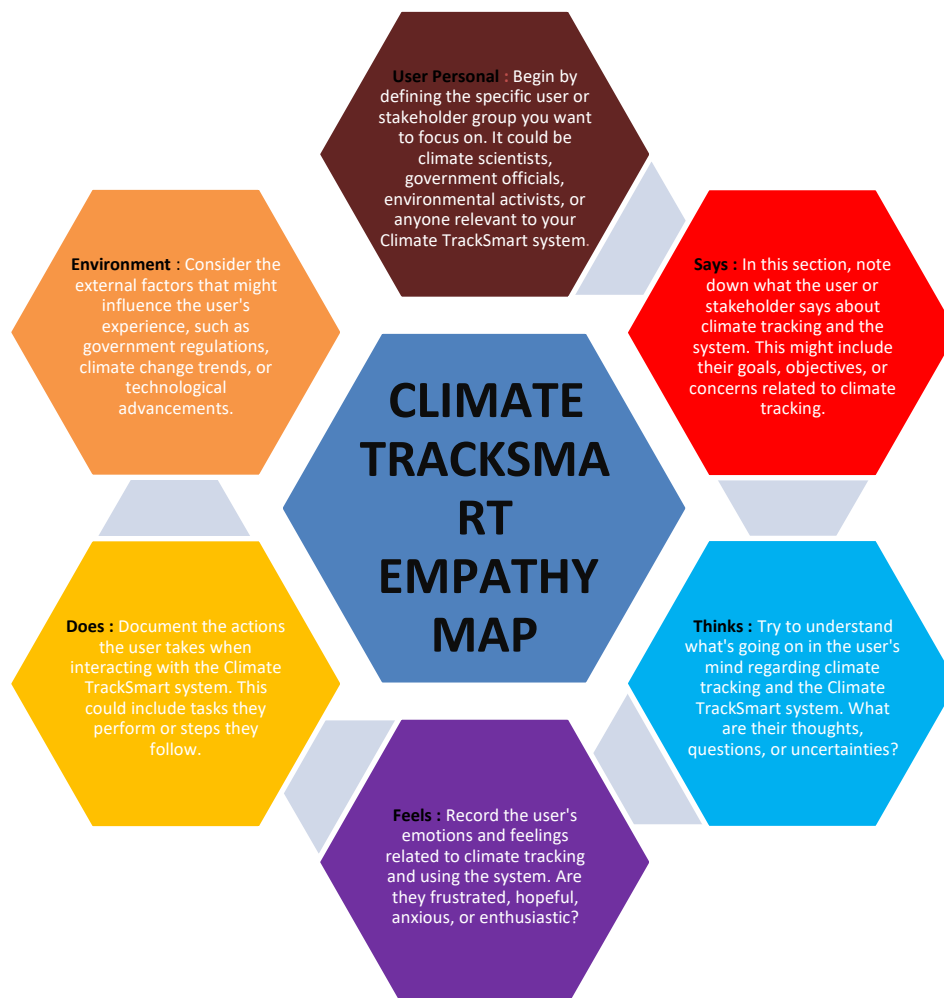 User Personal : Begin by
defining the specific user or
stakeholder group you want
to focus on. It could be
climate scientists,
government officials,
environmental activists, or
anyone relevant to your
Climate TrackSmart system.
Says : In this section, note
down what the user or
stakeholder says about
climate tracking and the
system. This might include
their goals, objectives, or
concerns related to climate
tracking.
Thinks : Try to understand
what's going on in the user's
mind regarding climate
tracking and the Climate
TrackSmart system. What
are their thoughts,
questions, or uncertainties?
Feels : Record the user's
emotions and feelings
related to climate tracking
and using the system. Are
they frustrated, hopeful,
anxious, or enthusiastic?
Does : Document the actions
the user takes when
interacting with the Climate
TrackSmart system. This
could include tasks they
perform or steps they
follow.
Environment : Consider the
external factors that might
influence the user's
experience, such as
government regulations,
climate change trends, or
technological
advancements.
CLIMATE
TRACKSMA
RT
EMPATHY
MAP